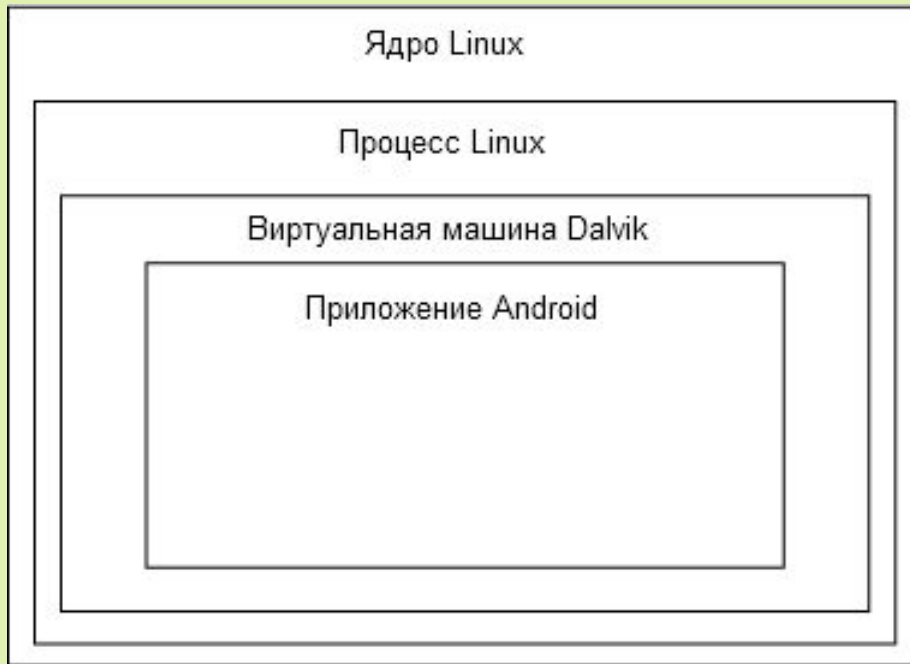 Ядро Linux
Процесс Linux
Виртуальная машина Dalvik
Приложение Android